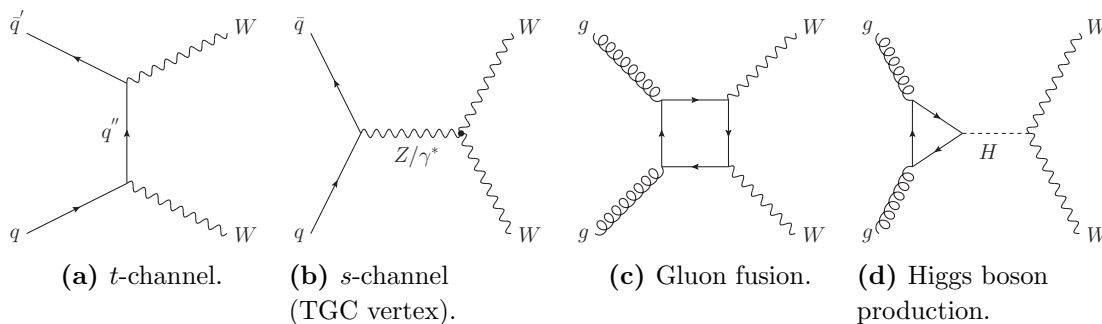 q̄′ W q̄ W g W g W
q″ Z/γ* H
q W q W g W g W
(a) t-channel. (b) s-channel (c) Gluon fusion. (d) Higgs boson
(TGC vertex). production.